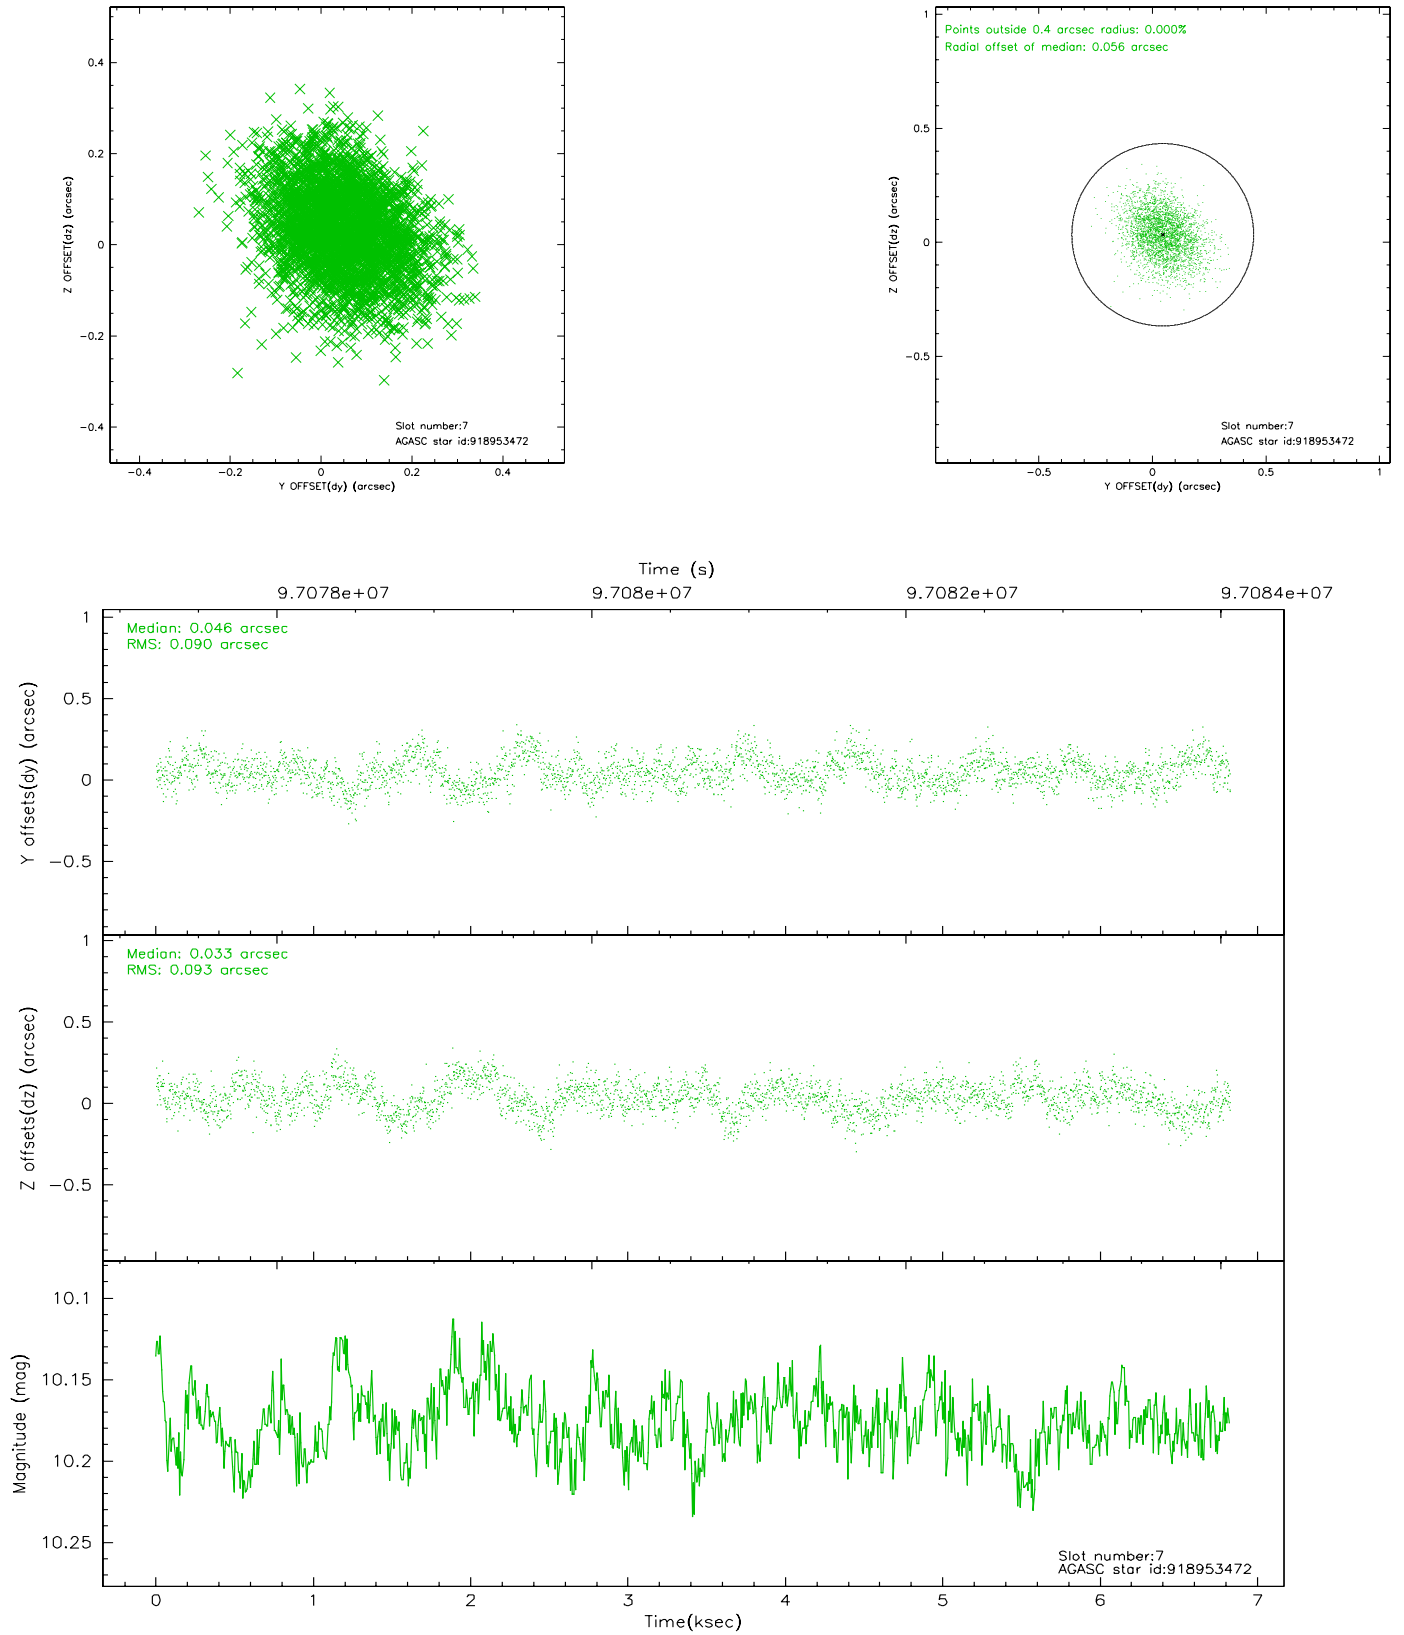 0.4
0.2
0
−0.2
−0.4
Z OFFSET(dz) (arcsec)
Slot number:7
AGASC star id:918953472
−0.4 −0.2 0 0.2 0.4
Y OFFSET(dy) (arcsec)
Points outside 0.4 arcsec radius: 0.000%
Radial offset of median: 0.056 arcsec
1
0.5
0
−0.5
Z OFFSET(dz) (arcsec)
Slot number:7
AGASC star id:918953472
−0.5 0 0.5 1
Y OFFSET(dy) (arcsec)
Time (s)
9.7078e+07 9.708e+07 9.7082e+07 9.7084e+07
Median: 0.046 arcsec
RMS: 0.090 arcsec
1
0.5
0
−0.5
Y offsets(dy) (arcsec)
Median: 0.033 arcsec
RMS: 0.093 arcsec
1
0.5
0
−0.5
Z offsets(dz) (arcsec)
10.1
10.15
10.2
10.25
Magnitude (mag)
Slot number:7
AGASC star id:918953472
0 1 2 3 4 5 6 7
Time(ksec)